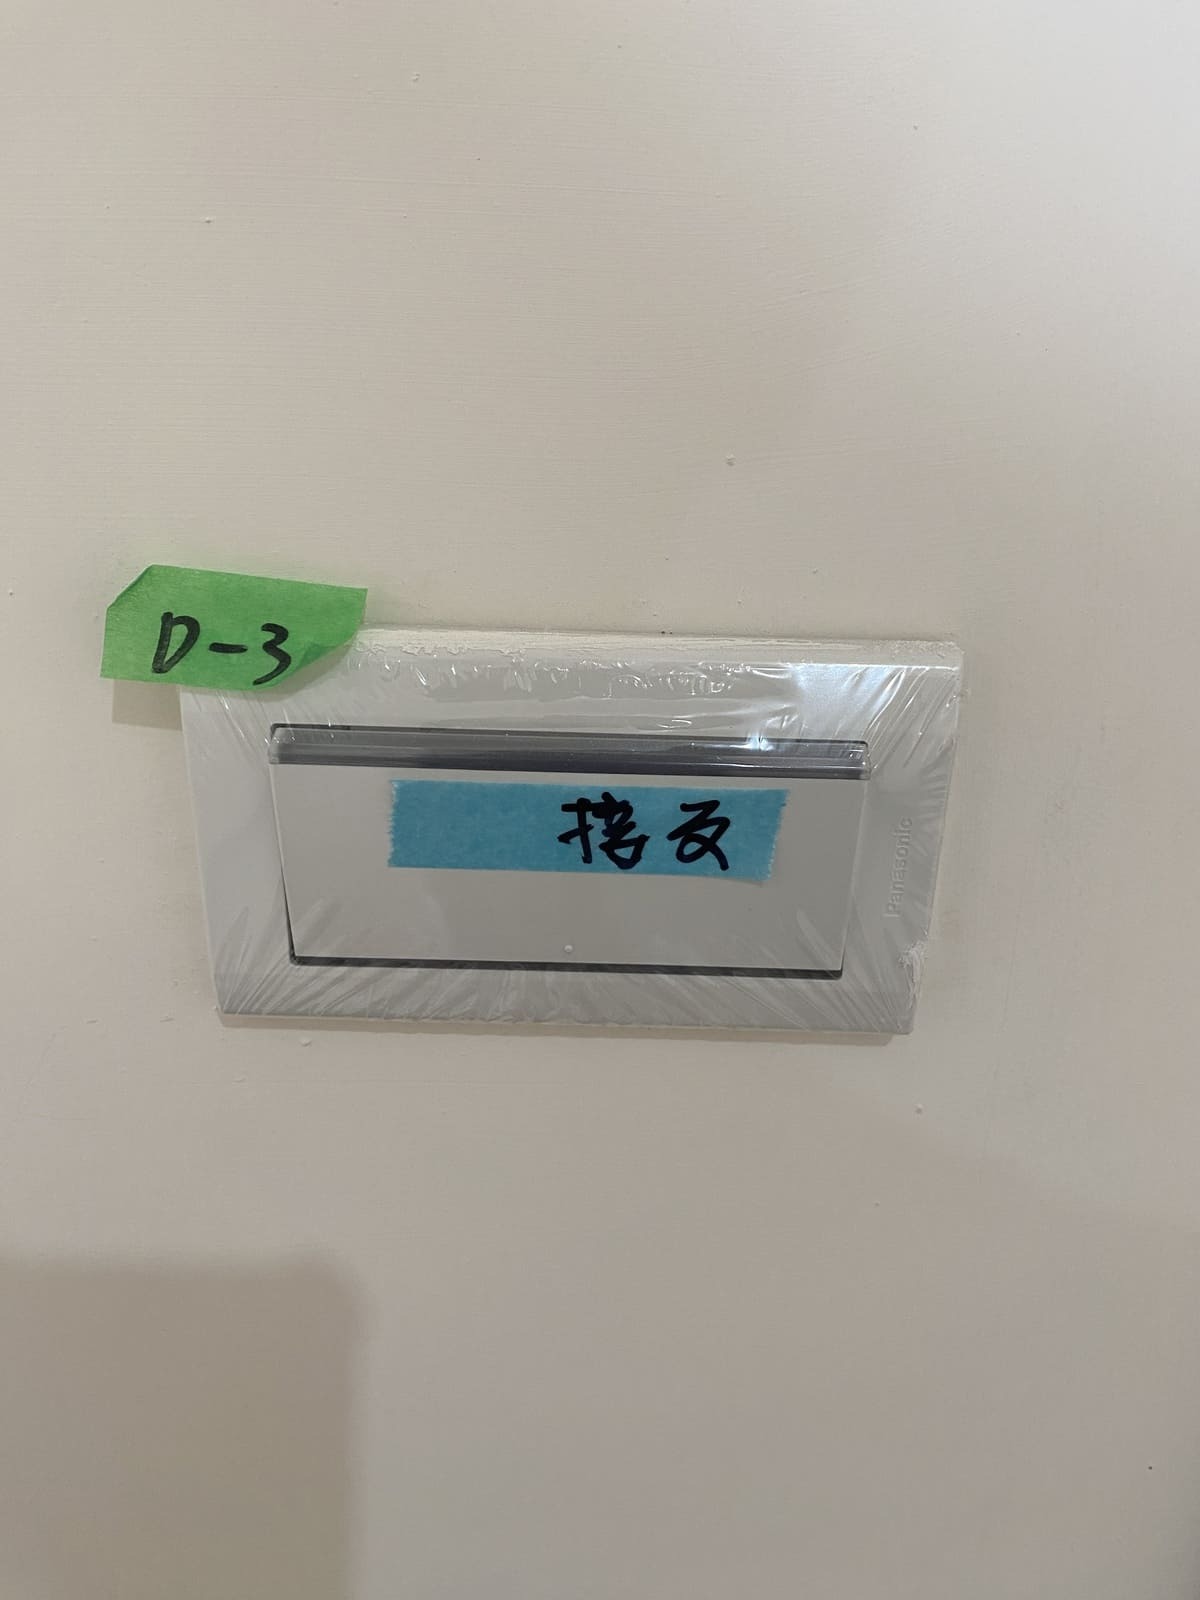 D-3
接反
Panasonic